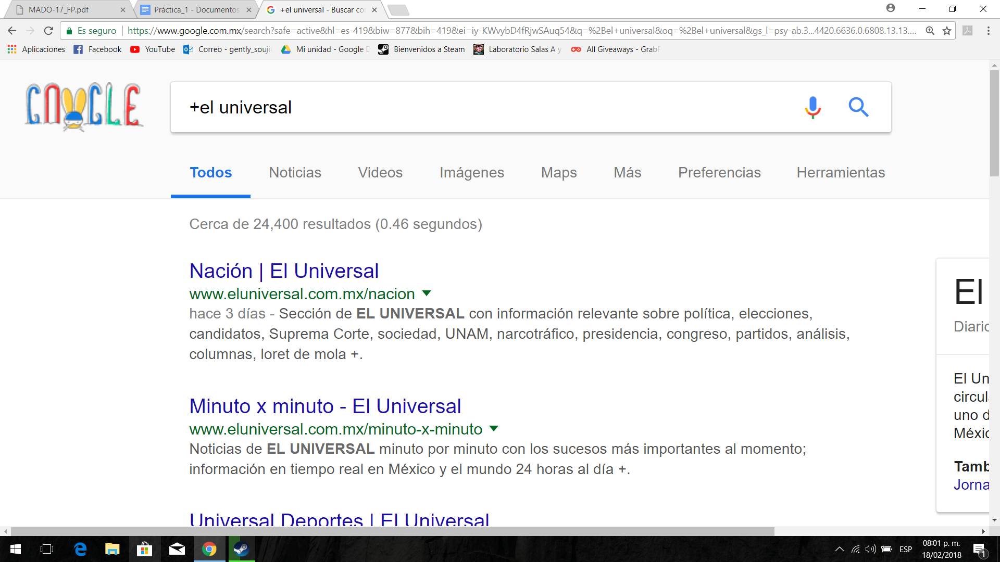 MADO-17_FP.pdf
Práctica_1 - Documentos
+el universal - Buscar co
Es seguro
https://www.google.com.mx/search?safe=active&hl=es-419&biw=877&bih=419&ei=iy-KWvybD4fRjwSAuq54&q=%2Bel+universal&oq=%2Bel+universal&gs_l=psy-ab.3...4420.6636.0.6808.13.13....
Aplicaciones
Facebook
YouTube
Correo - gently_souji
Mi unidad - Google D
Bienvenidos a Steam
Laboratorio Salas A y
All Giveaways - GrabF
+el universal
Todos
Noticias
Videos
Imágenes
Maps
Más
Preferencias
Herramientas
Cerca de 24,400 resultados (0.46 segundos)
Nación | El Universal
www.eluniversal.com.mx/nacion
hace 3 días - Sección de EL UNIVERSAL con información relevante sobre política, elecciones,
candidatos, Suprema Corte, sociedad, UNAM, narcotráfico, presidencia, congreso, partidos, análisis,
columnas, loret de mola +.
Minuto x minuto - El Universal
www.eluniversal.com.mx/minuto-x-minuto
Noticias de EL UNIVERSAL minuto por minuto con los sucesos más importantes al momento;
información en tiempo real en México y el mundo 24 horas al día +.
Universal Deportes | El Universal
El
Diario
El Un
circul
uno d
Méxic
Tamb
Jorna
ESP
08:01 p. m.
18/02/2018
1